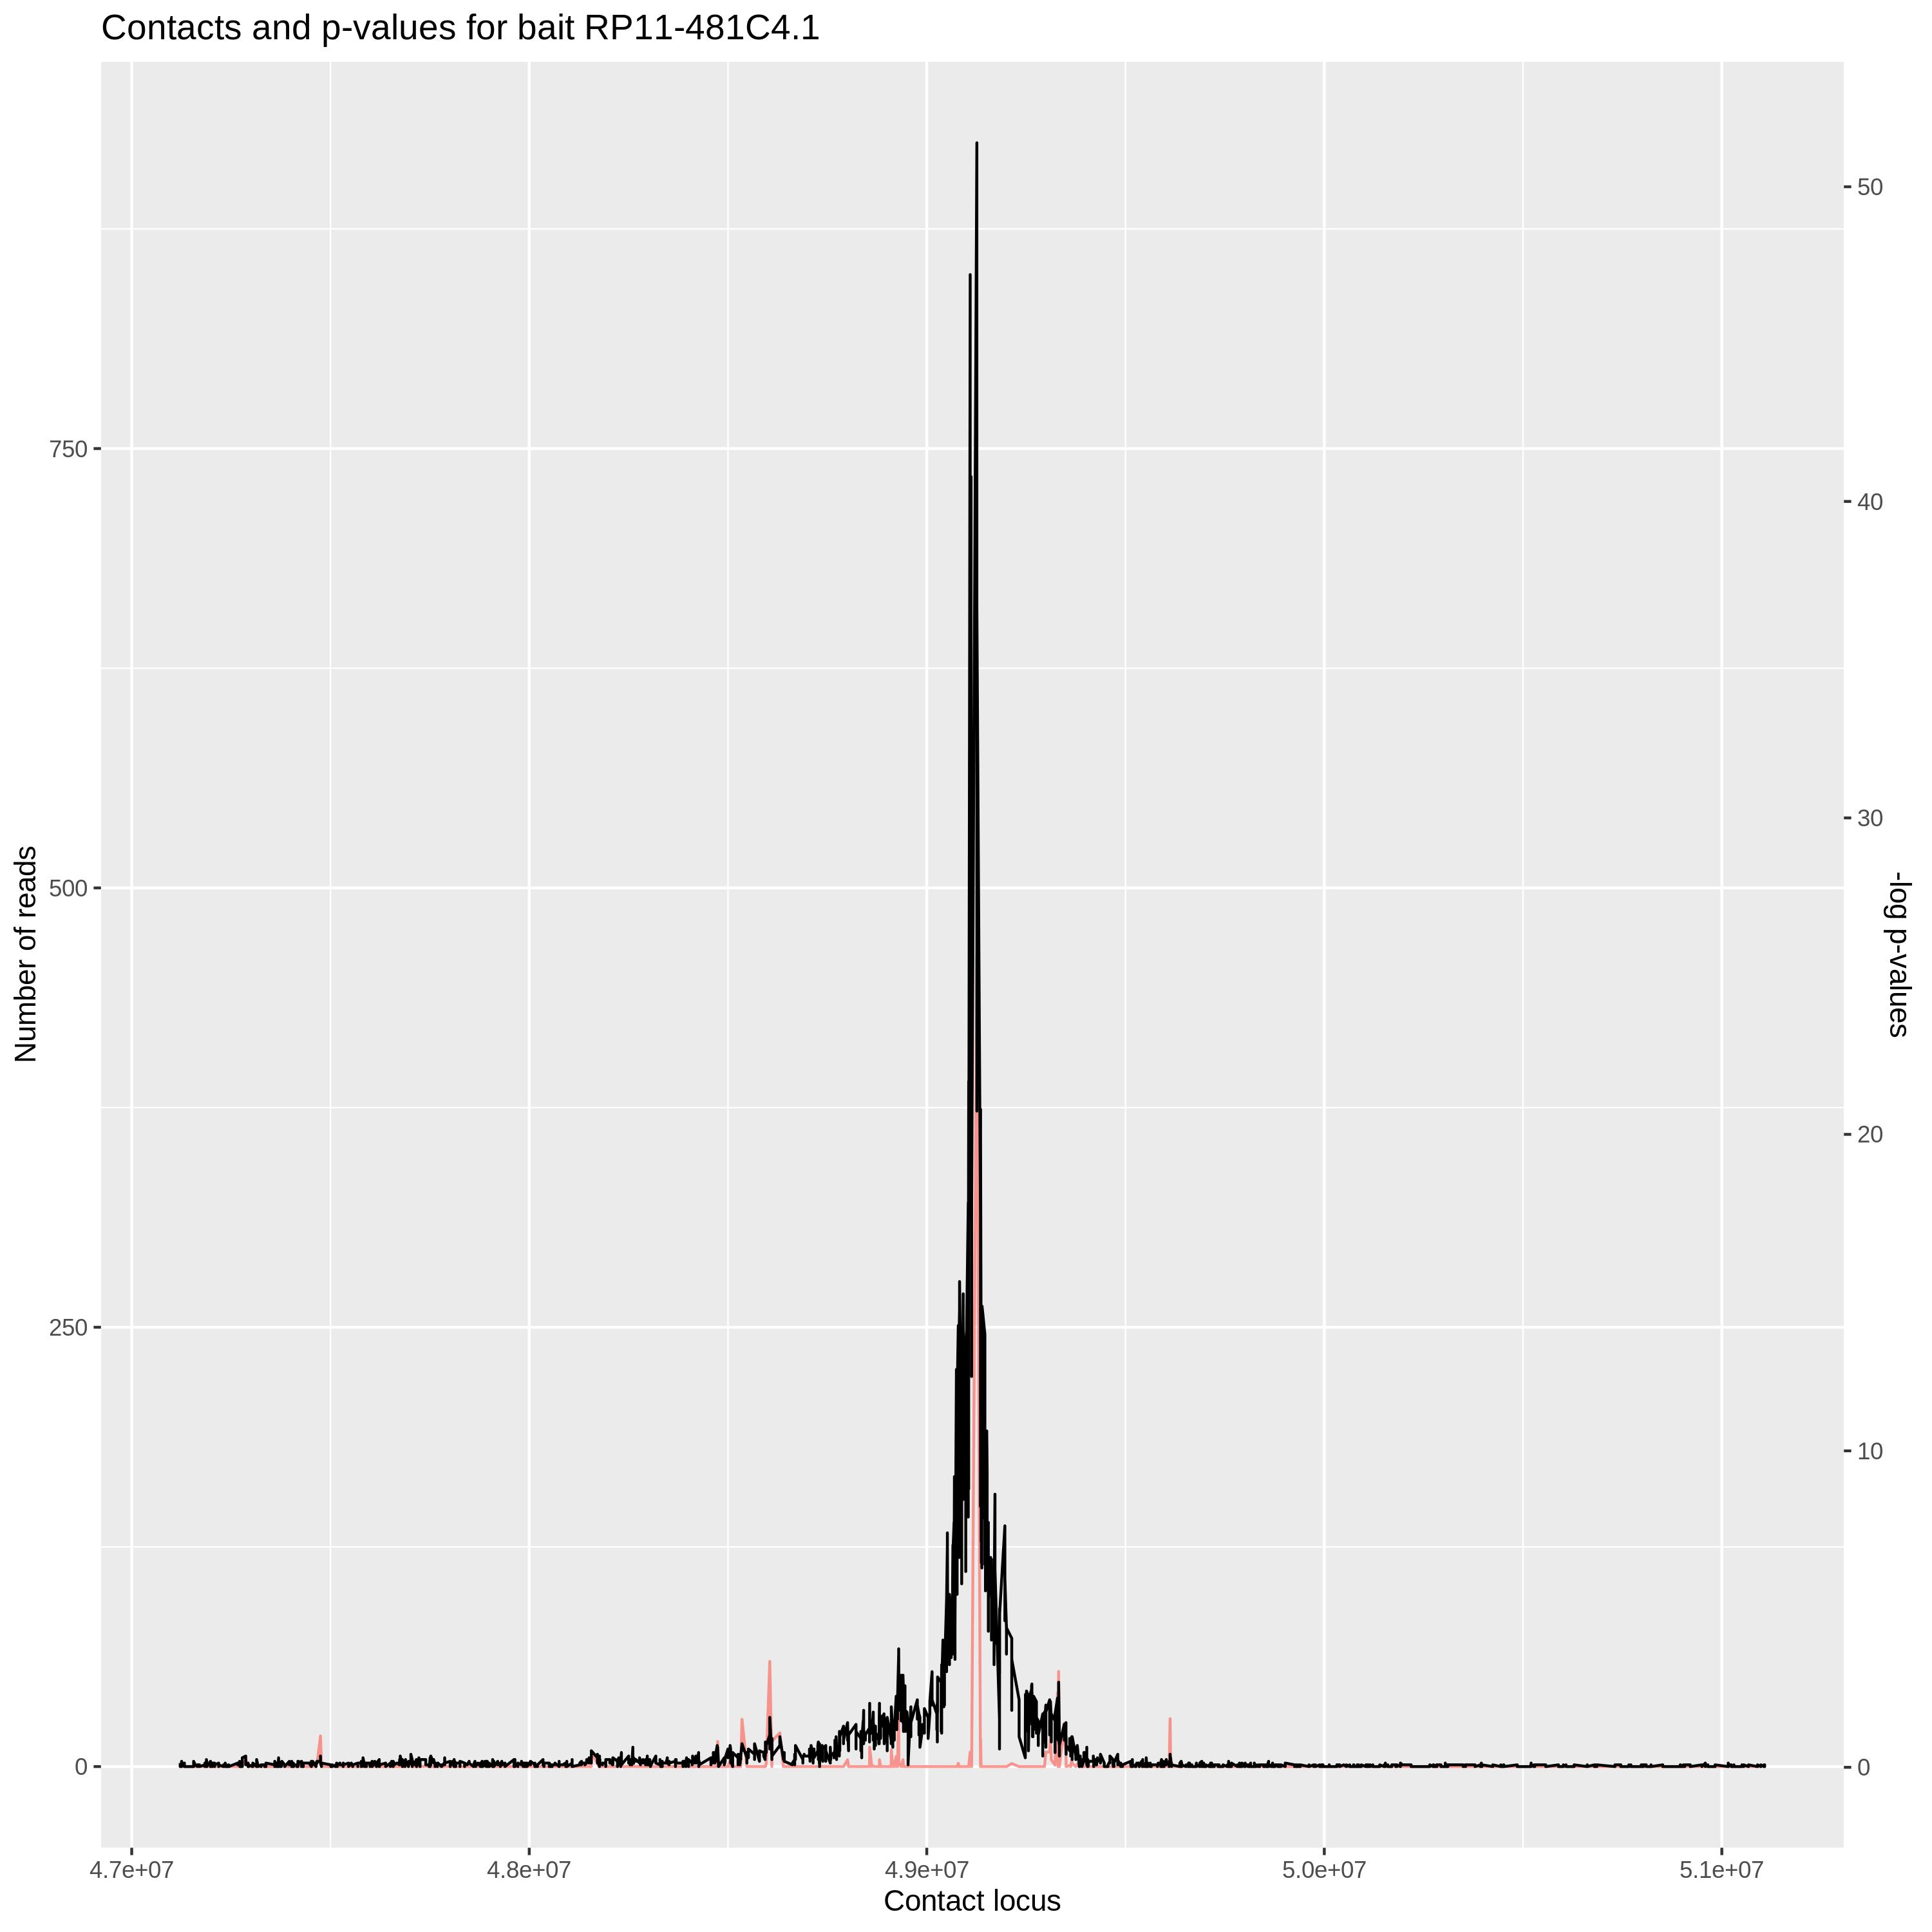 Contacts and p-values for bait RP11-481C4.1
Number of reads
750
500
250
0
50
40
30
20
10
0
-log p-values
4.7e+07 4.8e+07 4.9e+07 5.0e+07 5.1e+07
Contact locus